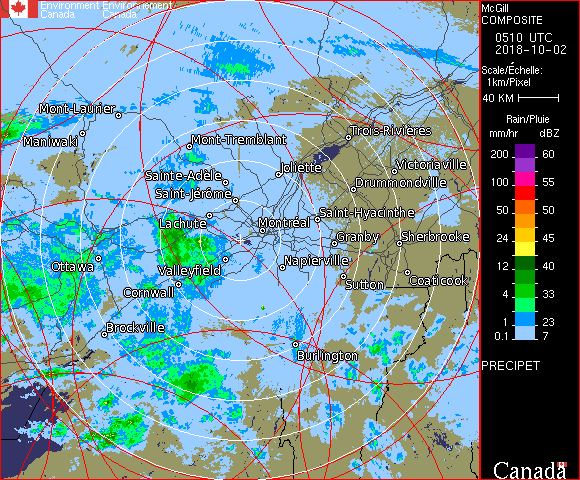 Environment Environnement
Canada Canada
McGill
COMPOSITE
0510 UTC
2018-10-02
Scale/Échelle:
1km/Pixel
40 KM
Rain/Pluie
mm/hr dBZ
200 60
100 55
50 50
24 45
12 40
4 33
1 23
0.1 7
PRECIPET
Canada
Mont-Laurier
Maniwaki
Mont-Tremblant
Trois-Rivières
Joliette
Victoriaville
Sainte-Adèle
Drummondville
Saint-Jérôme
Saint-Hyacinthe
Lachute
Montréal
Granby
Sherbrooke
Ottawa
Valleyfield
Napierville
Sutton
Coaticook
Cornwall
Brockville
Burlington